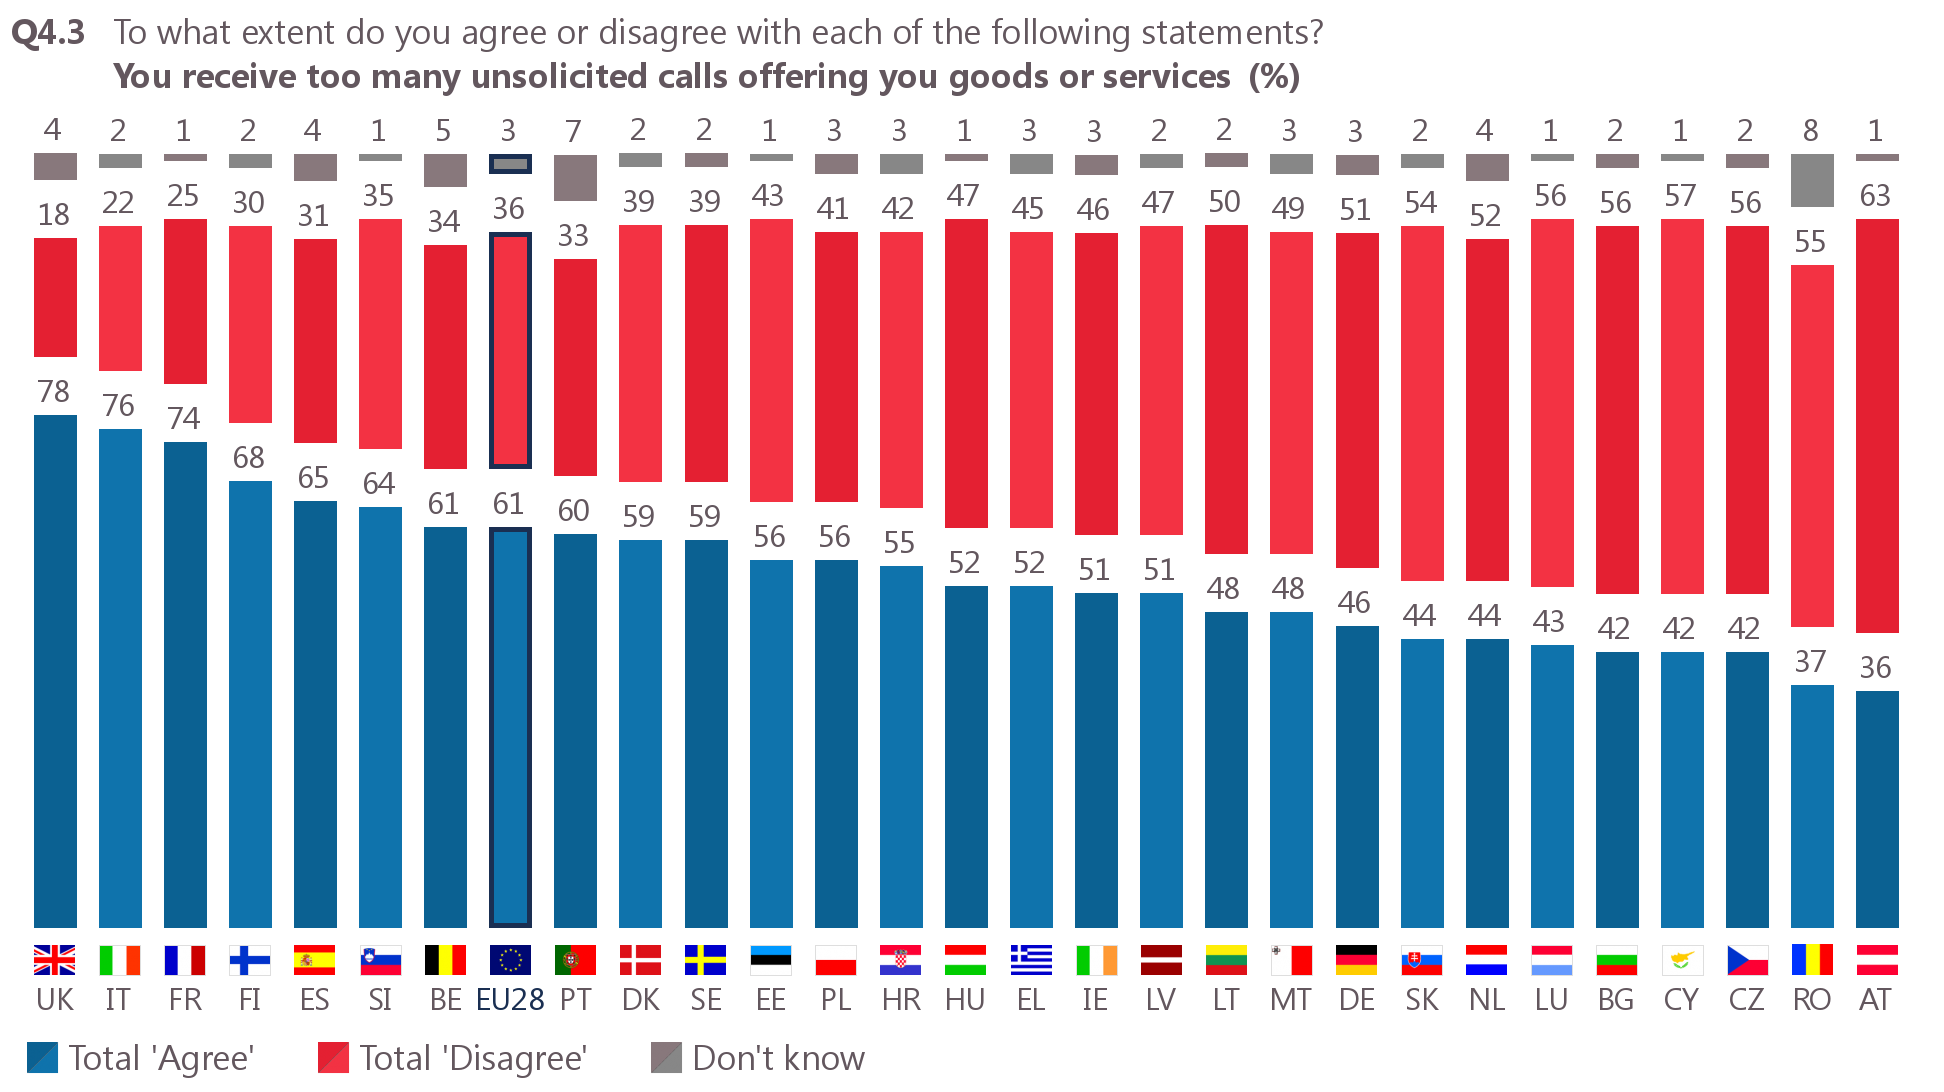 Q4.3 To what extent do you agree or disagree with each of the following statements?
You receive too many unsolicited calls offering you goods or services (%)
4 2 1 2 4 1 5 3 7 2 2 1 3 3 1 3 3 2 2 3 3 2 4 1 2 1 2 8 1
18 22 25 30 31 35 34 36 33 39 39 43 41 42 47 45 46 47 50 49 51 54 52 56 56 57 56 55 63
78 76 74 68 65 64 61 61 60 59 59 56 56 55 52 52 51 51 48 48 46 44 44 43 42 42 42 37 36
UK IT FR FI ES SI BE EU28 PT DK SE EE PL HR HU EL IE LV LT MT DE SK NL LU BG CY CZ RO AT
Total 'Agree' Total 'Disagree' Don't know